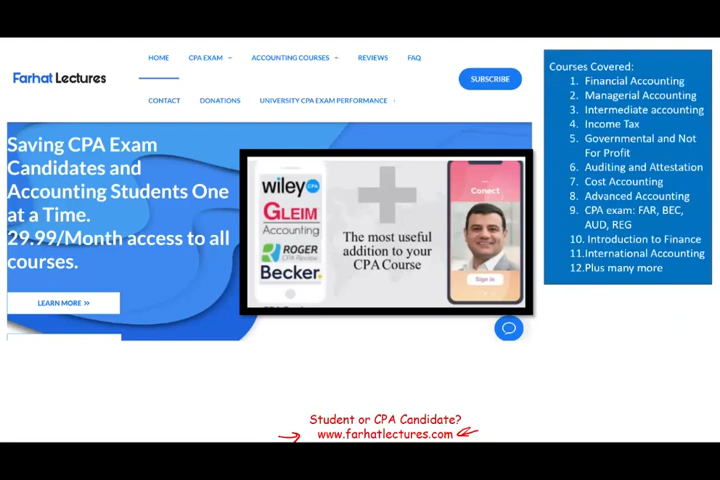 HOME
CPA EXAM
ACCOUNTING COURSES
REVIEWS
FAQ
Farhat Lectures
SUBSCRIBE
CONTACT
DONATIONS
UNIVERSITY CPA EXAM PERFORMANCE
Saving CPA Exam
Candidates and
Accounting Students One
at a Time.
29.99/Month access to all
courses.
LEARN MORE »
wiley CPA
GLEIM
Accounting
ROGER
CPA Review
Becker.
The most useful
addition to your
CPA Course
Conect
Sign in
Courses Covered:
1. Financial Accounting
2. Managerial Accounting
3. Intermediate accounting
4. Income Tax
5. Governmental and Not
For Profit
6. Auditing and Attestation
7. Cost Accounting
8. Advanced Accounting
9. CPA exam: FAR, BEC,
AUD, REG
10. Introduction to Finance
11.International Accounting
12.Plus many more
Student or CPA Candidate?
www.farhatlectures.com